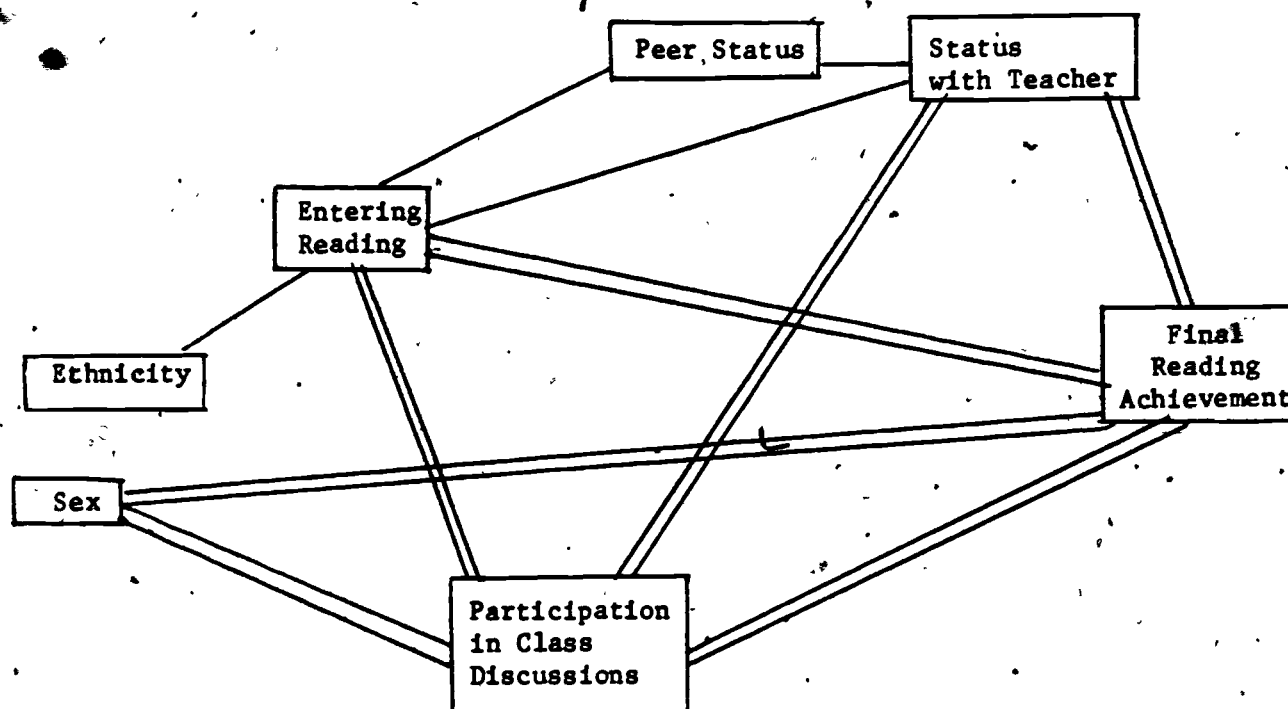 Peer Status
Status
with Teacher
Entering
Reading
Ethnicity
Final
Reading
Achievement
Sex
Participation
in Class
Discussions